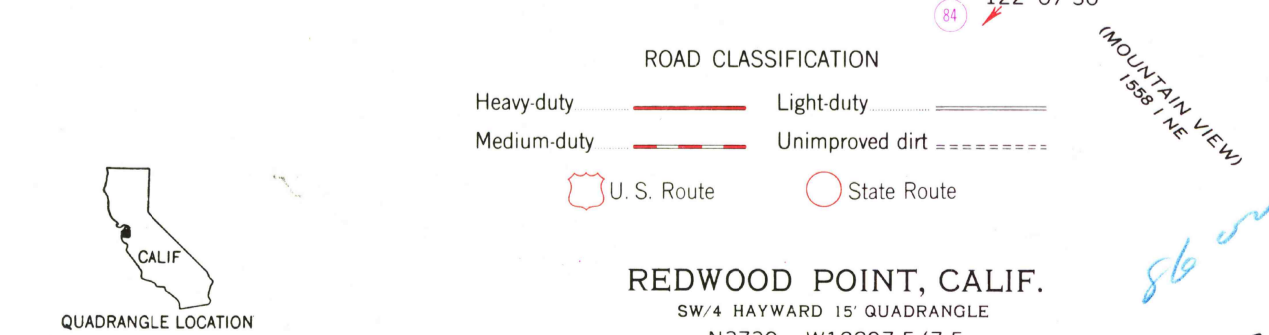 84
ROAD CLASSIFICATION
Heavy-duty Light-duty
Medium-duty Unimproved dirt
U. S. Route State Route
(MOUNTAIN VIEW)
1558 I NE
CALIF
QUADRANGLE LOCATION
REDWOOD POINT, CALIF.
SW/4 HAYWARD 15' QUADRANGLE
86